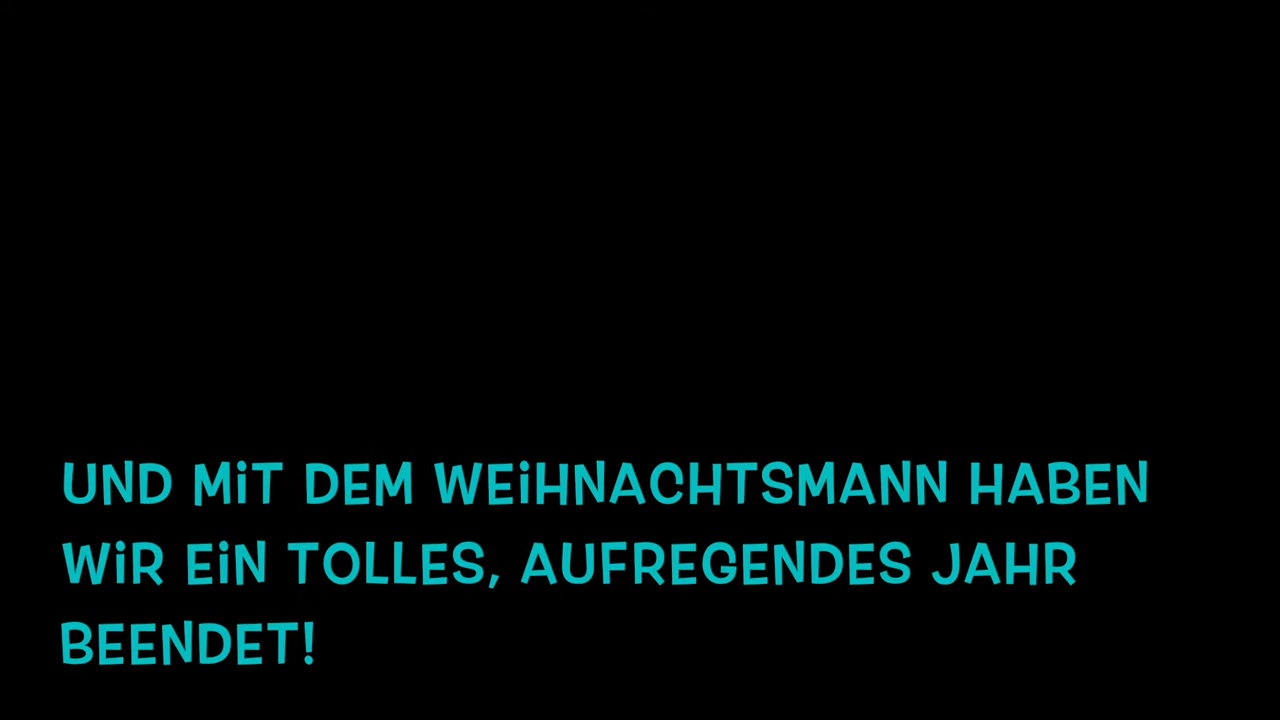 UND MiT DEM WEiHNACHTSMANN HABEN
WiR EiN TOLLES, AUFREGENDES JAHR
BEENDET!